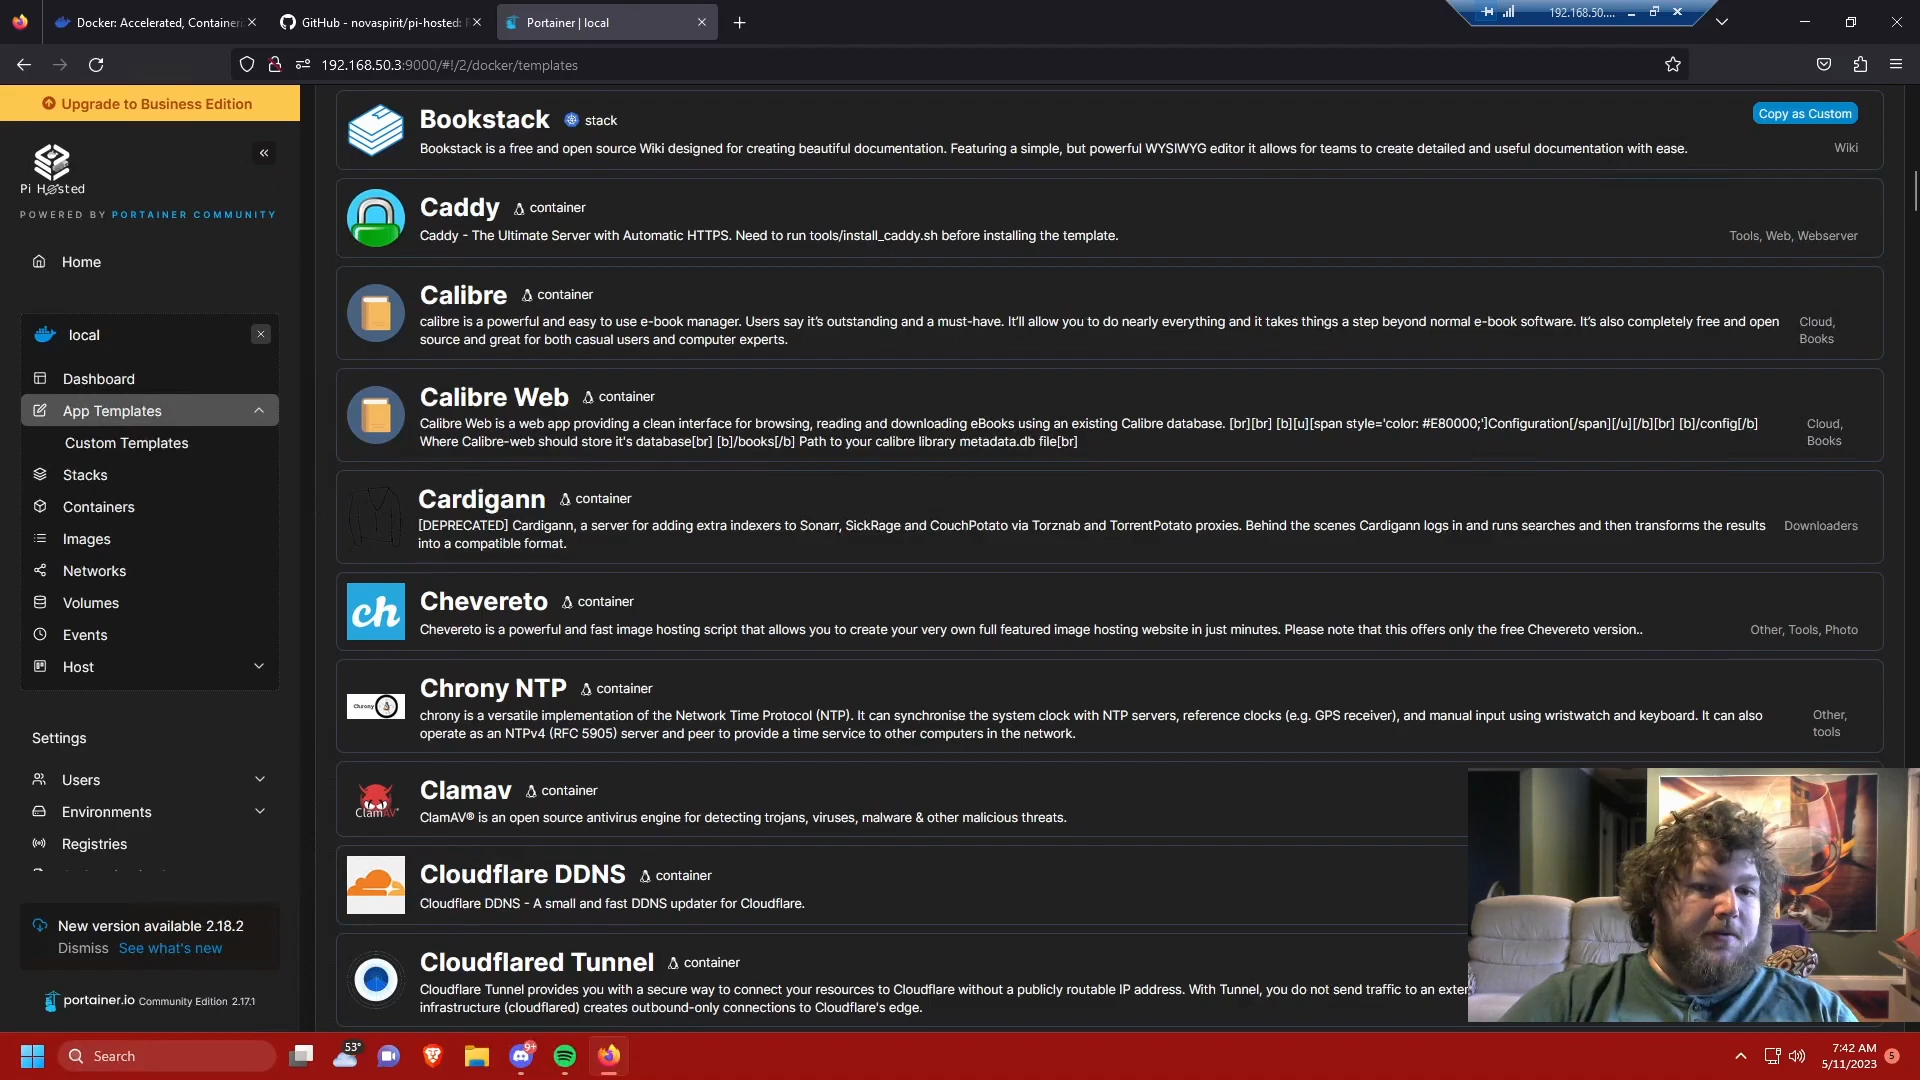 Docker: Accelerated, Container
GitHub - novaspirit/pi-hosted:
Portainer | local
192.168.50....
192.168.50.3:9000/#!/2/docker/templates
Upgrade to Business Edition
Pi Hosted
POWERED BY PORTAINER COMMUNITY
Home
local
Dashboard
App Templates
Custom Templates
Stacks
Containers
Images
Networks
Volumes
Events
Host
Settings
Users
Environments
Registries
New version available 2.18.2
Dismiss See what's new
portainer.io Community Edition 2.17.1
Bookstack stack
Copy as Custom
Bookstack is a free and open source Wiki designed for creating beautiful documentation. Featuring a simple, but powerful WYSIWYG editor it allows for teams to create detailed and useful documentation with ease.
Wiki
Caddy container
Caddy - The Ultimate Server with Automatic HTTPS. Need to run tools/install_caddy.sh before installing the template.
Tools, Web, Webserver
Calibre container
calibre is a powerful and easy to use e-book manager. Users say it's outstanding and a must-have. It'll allow you to do nearly everything and it takes things a step beyond normal e-book software. It's also completely free and open
source and great for both casual users and computer experts.
Cloud,
Books
Calibre Web container
Calibre Web is a web app providing a clean interface for browsing, reading and downloading eBooks using an existing Calibre database. [br][br] [b][u][span style='color: #E80000;']Configuration[/span][/u][/b][br] [b]/config[/b]
Where Calibre-web should store it's database[br] [b]/books[/b] Path to your calibre library metadata.db file[br]
Cloud,
Books
Cardigann container
[DEPRECATED] Cardigann, a server for adding extra indexers to Sonarr, SickRage and CouchPotato via Torznab and TorrentPotato proxies. Behind the scenes Cardigann logs in and runs searches and then transforms the results
into a compatible format.
Downloaders
ch
Chevereto container
Chevereto is a powerful and fast image hosting script that allows you to create your very own full featured image hosting website in just minutes. Please note that this offers only the free Chevereto version..
Other, Tools, Photo
Chrony
Chrony NTP container
chrony is a versatile implementation of the Network Time Protocol (NTP). It can synchronise the system clock with NTP servers, reference clocks (e.g. GPS receiver), and manual input using wristwatch and keyboard. It can also
operate as an NTPv4 (RFC 5905) server and peer to provide a time service to other computers in the network.
Other,
tools
ClamAV
Clamav container
ClamAV® is an open source antivirus engine for detecting trojans, viruses, malware & other malicious threats.
Cloudflare DDNS container
Cloudflare DDNS - A small and fast DDNS updater for Cloudflare.
Cloudflared Tunnel container
Cloudflare Tunnel provides you with a secure way to connect your resources to Cloudflare without a publicly routable IP address. With Tunnel, you do not send traffic to an exter
infrastructure (cloudflared) creates outbound-only connections to Cloudflare's edge.
Search
53°
9+
7:42 AM
5/11/2023
5